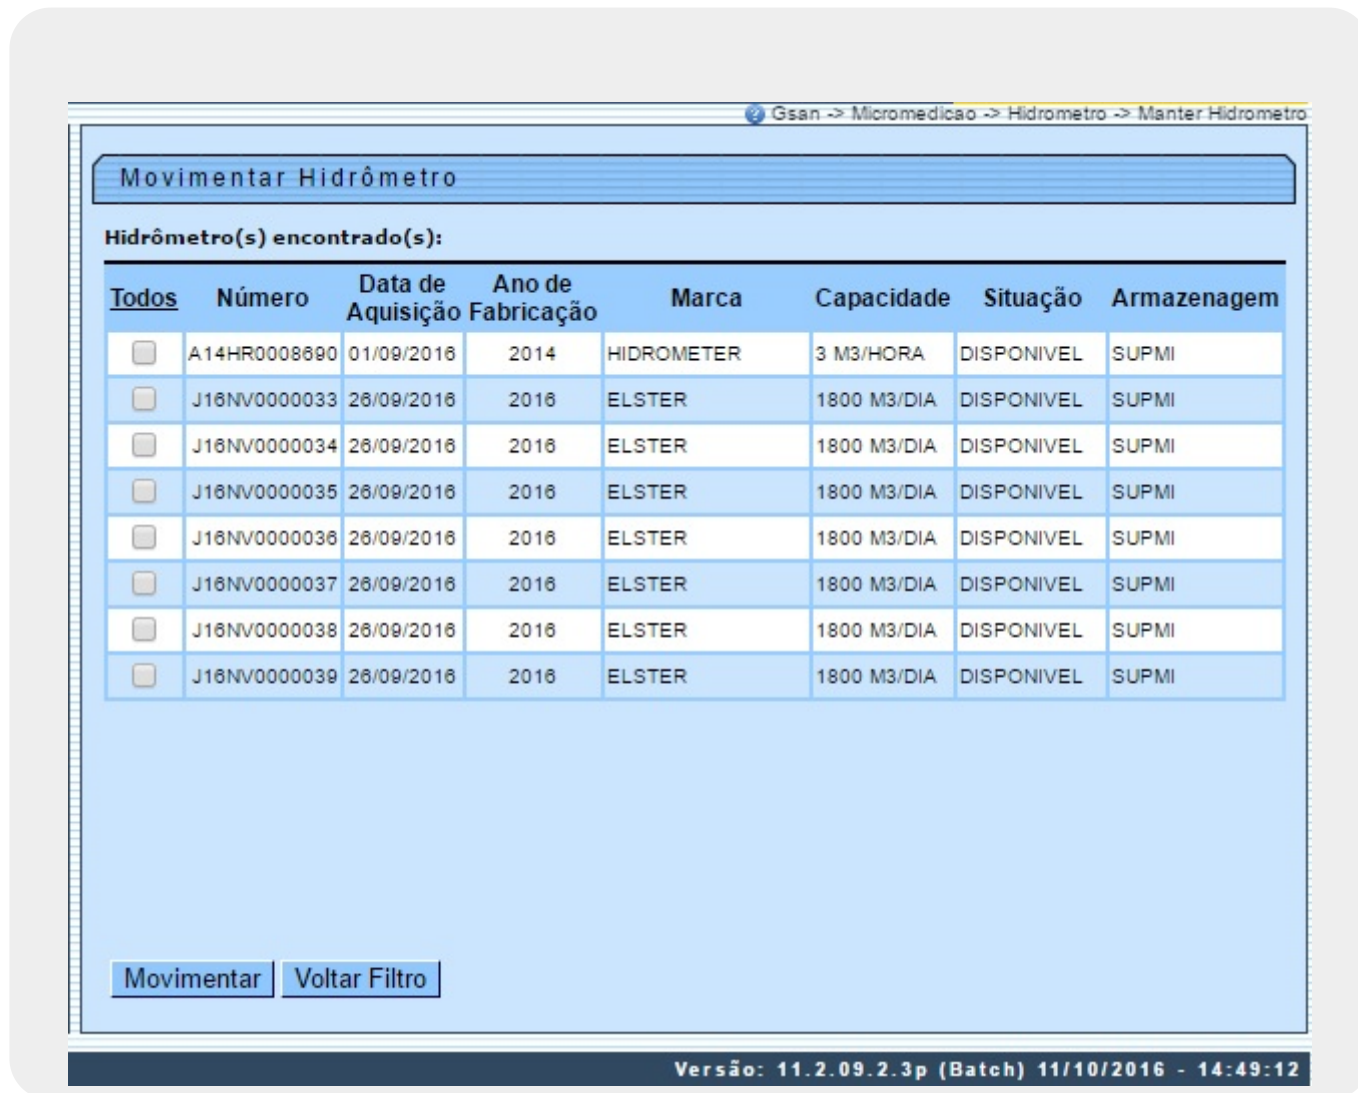 Gsan -> Micromedicao -> Hidrometro -> Manter Hidrometro
Movimentar Hidrômetro
Hidrômetro(s) encontrado(s):
Todos Número Data de Aquisição Ano de Fabricação Marca Capacidade Situação Armazenagem
A14HR0008690 01/09/2016 2014 HIDROMETER 3 M3/HORA DISPONIVEL SUPMI
J16NV0000033 26/09/2016 2016 ELSTER 1800 M3/DIA DISPONIVEL SUPMI
J16NV0000034 26/09/2016 2016 ELSTER 1800 M3/DIA DISPONIVEL SUPMI
J16NV0000035 26/09/2016 2016 ELSTER 1800 M3/DIA DISPONIVEL SUPMI
J16NV0000036 26/09/2016 2016 ELSTER 1800 M3/DIA DISPONIVEL SUPMI
J16NV0000037 26/09/2016 2016 ELSTER 1800 M3/DIA DISPONIVEL SUPMI
J16NV0000038 26/09/2016 2016 ELSTER 1800 M3/DIA DISPONIVEL SUPMI
J16NV0000039 26/09/2016 2016 ELSTER 1800 M3/DIA DISPONIVEL SUPMI
Movimentar Voltar Filtro
Versão: 11.2.09.2.3p (Batch) 11/10/2016 - 14:49:12